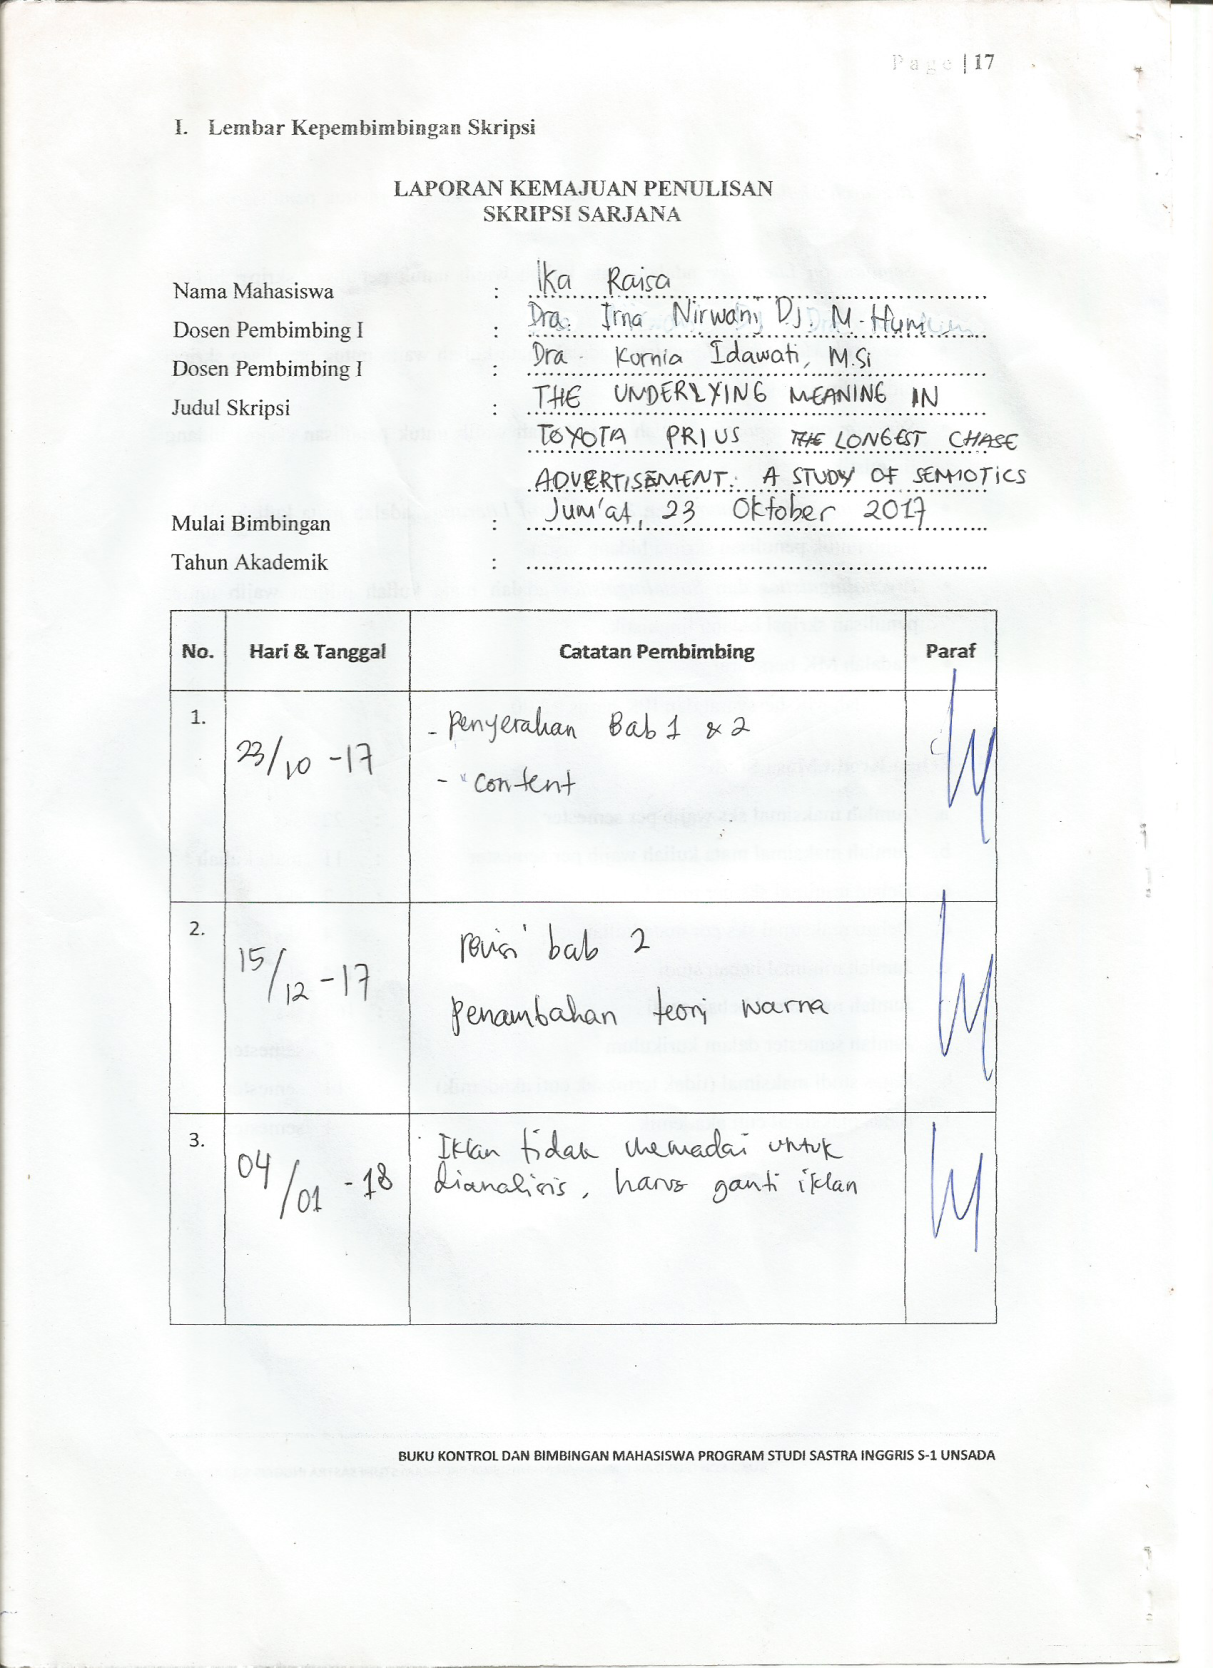 Page | 17
I. Lembar Kepembimbingan Skripsi
LAPORAN KEMAJUAN PENULISAN
SKRIPSI SARJANA
Nama Mahasiswa : Ika Raisa
Dosen Pembimbing I : Dra. Irna Nirwani Dj. M.Hum
Dosen Pembimbing I : Dra. Kurnia Idawati, M.Si
Judul Skripsi : THE UNDERLYING MEANING IN
TOYOTA PRIUS THE LONGEST CHASE
ADVERTISEMENT: A STUDY OF SEMIOTICS
Mulai Bimbingan : Jum'at, 23 Oktober 2017
Tahun Akademik :
No. Hari & Tanggal Catatan Pembimbing Paraf
1. 23/10 -17 - Penyerahan Bab 1 & 2
- content
2. 15/12 -17 revisi bab 2
penambahan teori warna
3. 04/01 - 18 Iklan tidak memadai untuk
dianalisis, harus ganti iklan
BUKU KONTROL DAN BIMBINGAN MAHASISWA PROGRAM STUDI SASTRA INGGRIS S-1 UNSADA